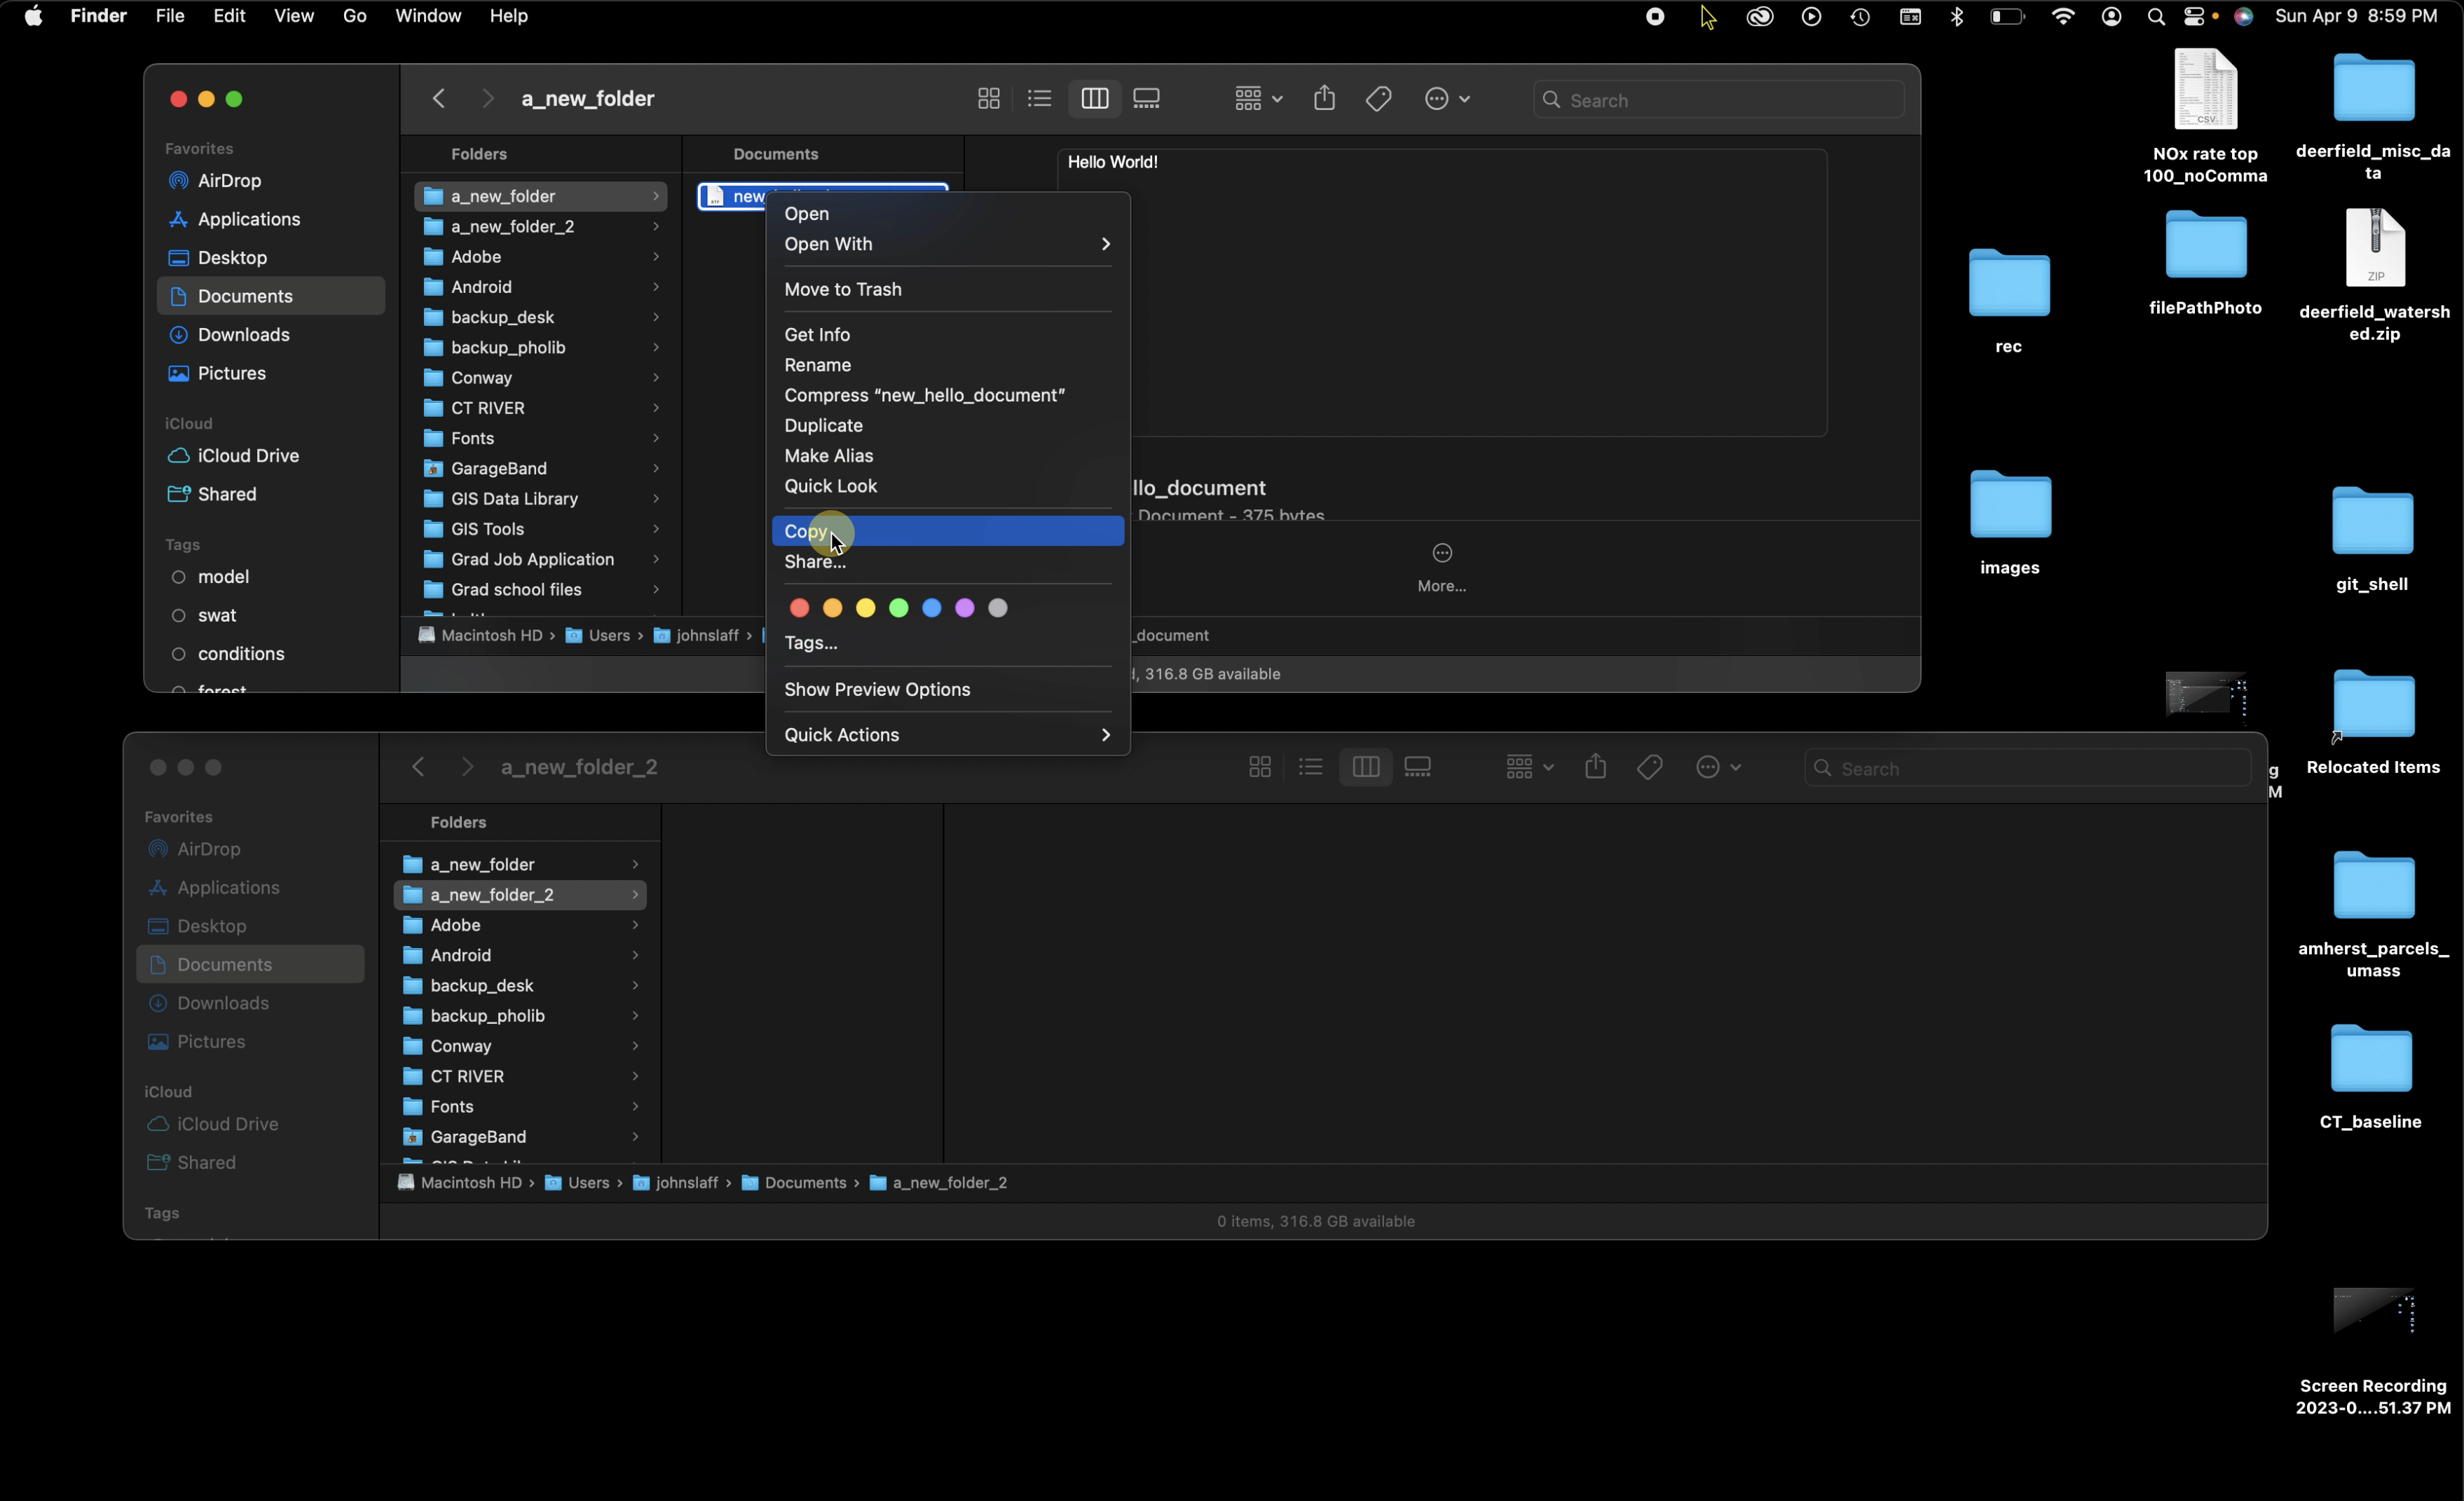 Finder File Edit View Go Window Help
Sun Apr 9 8:59 PM
a_new_folder
Search
Favorites
AirDrop
Applications
Desktop
Documents
Downloads
Pictures
iCloud
iCloud Drive
Shared
Tags
model
swat
conditions
forest
Folders
a_new_folder
a_new_folder_2
Adobe
Android
backup_desk
backup_pholib
Conway
CT RIVER
Fonts
GarageBand
GIS Data Library
GIS Tools
Grad Job Application
Grad school files
Documents
new
Hello World!
llo_document
Document - 375 bytes
More...
Macintosh HD › Users › johnslaff ›
_document
, 316.8 GB available
Open
Open With
Move to Trash
Get Info
Rename
Compress “new_hello_document”
Duplicate
Make Alias
Quick Look
Copy
Share...
Tags...
Show Preview Options
Quick Actions
a_new_folder_2
Search
Favorites
AirDrop
Applications
Desktop
Documents
Downloads
Pictures
iCloud
iCloud Drive
Shared
Tags
Folders
a_new_folder
a_new_folder_2
Adobe
Android
backup_desk
backup_pholib
Conway
CT RIVER
Fonts
GarageBand
Macintosh HD › Users › johnslaff › Documents › a_new_folder_2
0 items, 316.8 GB available
CSV
NOx rate top
100_noComma
deerfield_misc_da
ta
rec
filePathPhoto
ZIP
deerfield_watersh
ed.zip
images
git_shell
g
M
Relocated Items
amherst_parcels_
umass
CT_baseline
Screen Recording
2023-0....51.37 PM